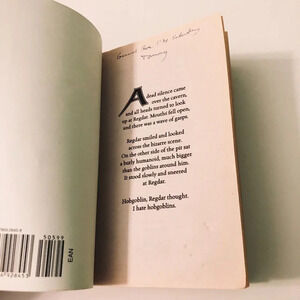 A dead silence came
over the cavern,
and all heads turned to look
up at Regdar. Mouths fell open,
and there was a wave of gasps.
Regdar smiled and looked
across the bizarre scene.
On the other side of the pit sat
a burly humanoid, much bigger
than the goblins around him.
It stood slowly and sneered
at Regdar.
Hobgoblin, Regdar thought.
I hate hobgoblins.
50599
EAN